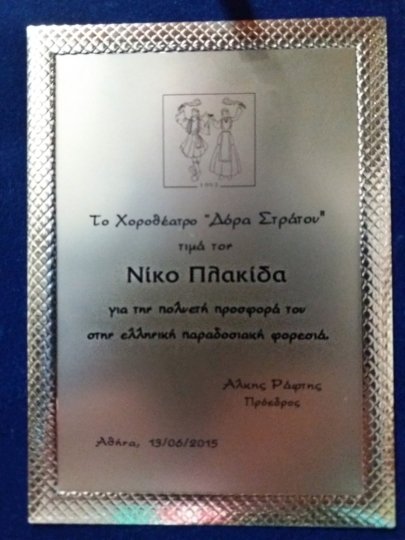 1953
Το Χοροθέατρο "Δόρα Στράτου"
τιμά τον
Νίκο Πλακίδα
για την πολυετή προσφορά του
στην ελληνική παραδοσιακή φορεσιά.
Άλκης Ράφτης
Πρόεδρος
Αθήνα, 13/06/2015